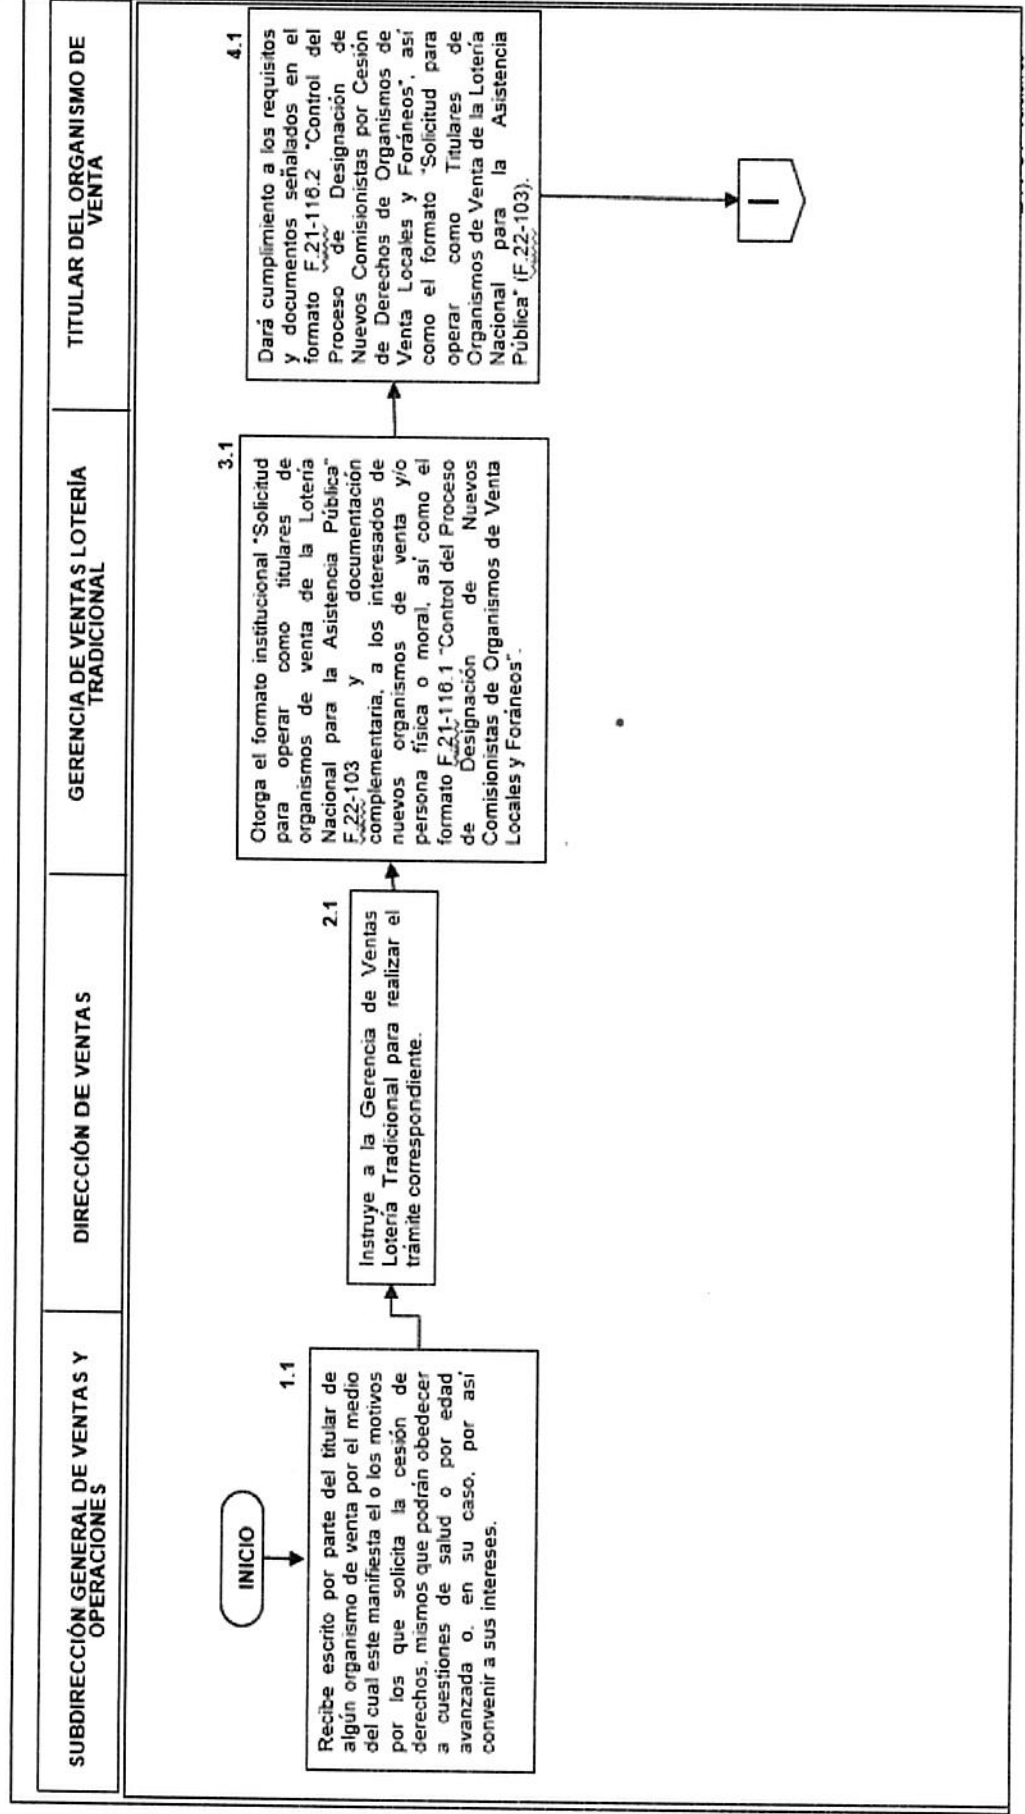 SUBDIRECCIÓN GENERAL DE VENTAS Y
OPERACIONES
DIRECCIÓN DE VENTAS
GERENCIA DE VENTAS LOTERÍA
TRADICIONAL
TITULAR DEL ORGANISMO DE
VENTA
INICIO
1.1
Recibe escrito por parte del titular de
algún organismo de venta por el medio
del cual este manifiesta el o los motivos
por los que solicita la cesión de
derechos, mismos que podrán obedecer
a cuestiones de salud o por edad
avanzada o, en su caso, por así
convenir a sus intereses.
2.1
Instruye a la Gerencia de Ventas
Lotería Tradicional para realizar el
trámite correspondiente.
3.1
Otorga el formato institucional "Solicitud
para operar como titulares de
organismos de venta de la Lotería
Nacional para la Asistencia Pública"
F.22-103 y documentación
complementaria, a los interesados de
nuevos organismos de venta y/o
persona física o moral, así como el
formato F.21-116.1 "Control del Proceso
de Designación de Nuevos
Comisionistas de Organismos de Venta
Locales y Foráneos".
4.1
Dará cumplimiento a los requisitos
y documentos señalados en el
formato F.21-116.2 "Control del
Proceso de Designación de
Nuevos Comisionistas por Cesión
de Derechos de Organismos de
Venta Locales y Foráneos", así
como el formato "Solicitud para
operar como Titulares de
Organismos de Venta de la Lotería
Nacional para la Asistencia
Pública" (F.22-103).
I